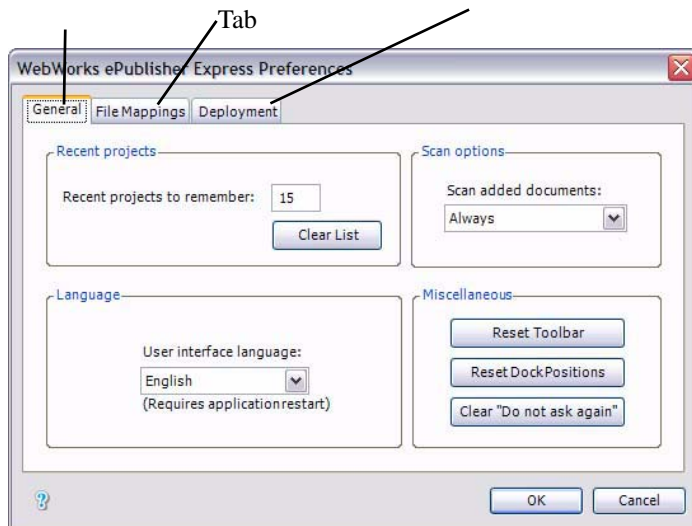 Tab
WebWorks ePublisher Express Preferences
General File Mappings Deployment
Recent projects
Recent projects to remember: 15
Clear List
Scan options
Scan added documents:
Always
Language
User interface language:
English
(Requires application restart)
Miscellaneous
Reset Toolbar
Reset Dock Positions
Clear "Do not ask again"
?
OK Cancel